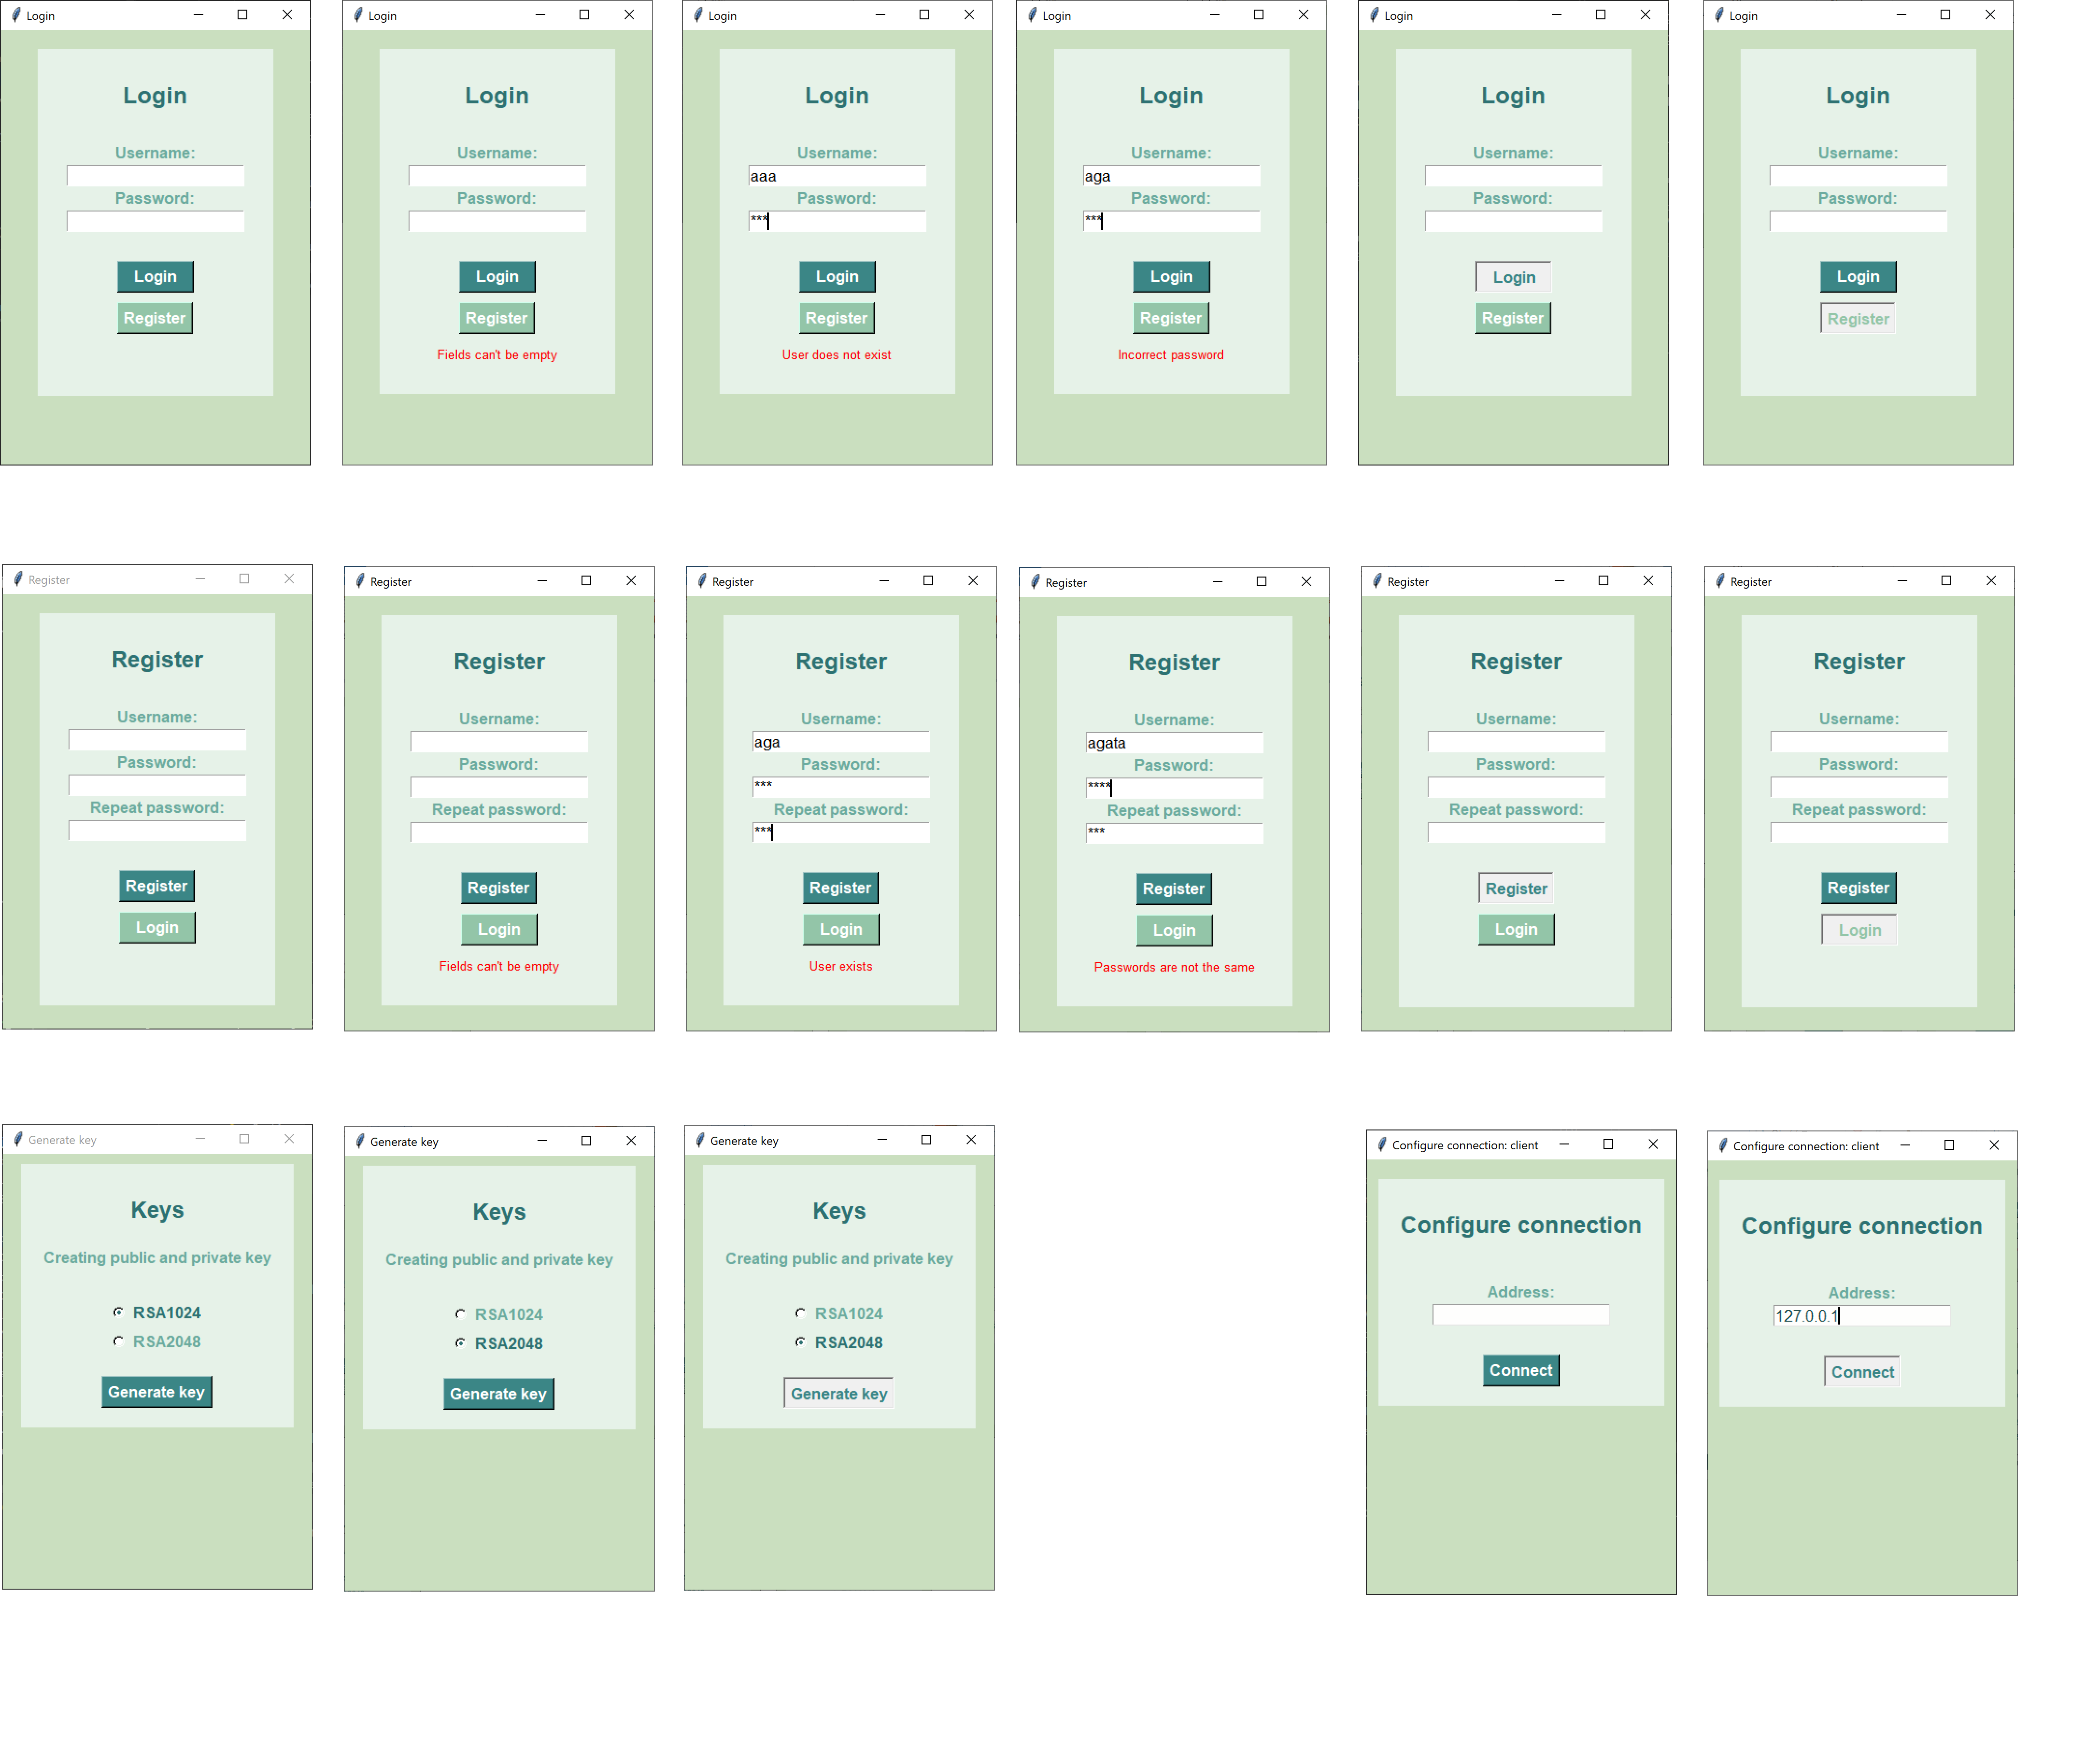 Login
Login
Username:
Password:
Login
Register
Login
Login
Username:
Password:
Login
Register
Fields can't be empty
Login
Login
Username:
aaa
Password:
***
Login
Register
User does not exist
Login
Login
Username:
aga
Password:
***
Login
Register
Incorrect password
Login
Login
Username:
Password:
Login
Register
Login
Login
Username:
Password:
Login
Register
Register
Register
Username:
Password:
Repeat password:
Register
Login
Register
Register
Username:
Password:
Repeat password:
Register
Login
Fields can't be empty
Register
Register
Username:
aga
Password:
***
Repeat password:
***
Register
Login
User exists
Register
Register
Username:
agata
Password:
****
Repeat password:
***
Register
Login
Passwords are not the same
Register
Register
Username:
Password:
Repeat password:
Register
Login
Register
Register
Username:
Password:
Repeat password:
Register
Login
Generate key
Keys
Creating public and private key
RSA1024
RSA2048
Generate key
Generate key
Keys
Creating public and private key
RSA1024
RSA2048
Generate key
Generate key
Keys
Creating public and private key
RSA1024
RSA2048
Generate key
Configure connection: client
Configure connection
Address:
Connect
Configure connection: client
Configure connection
Address:
127.0.0.1
Connect